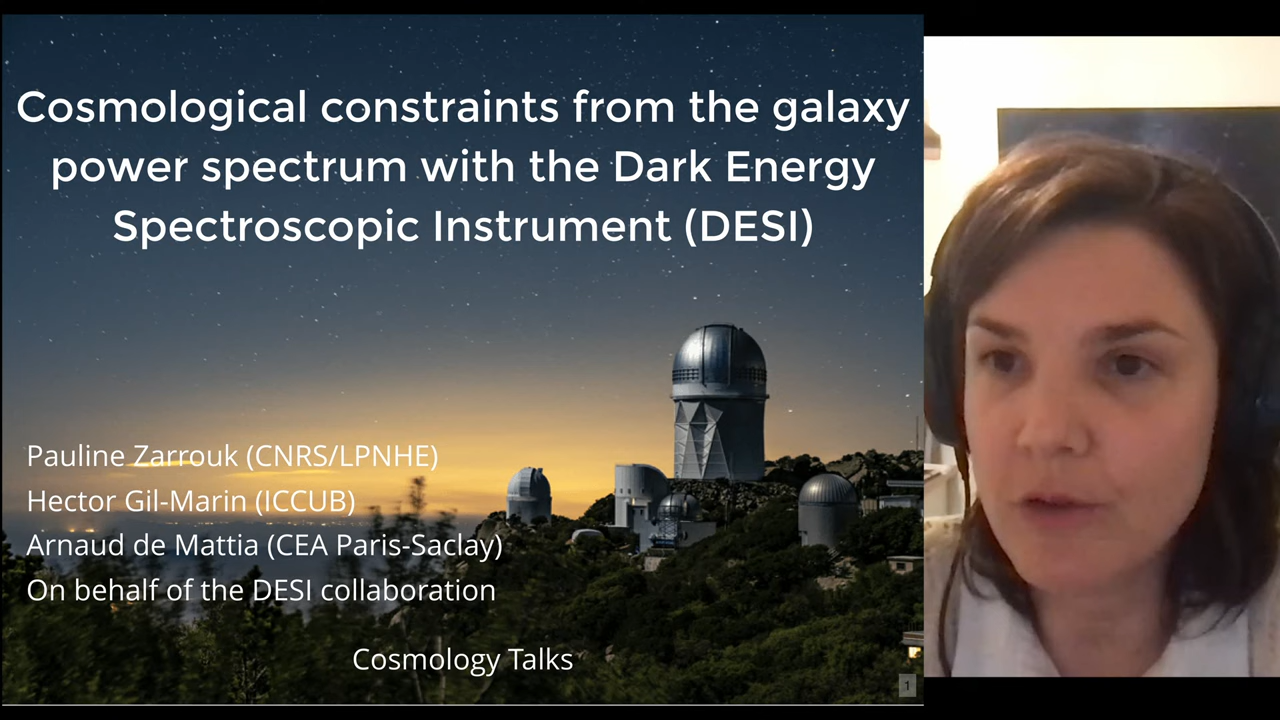 Cosmological constraints from the galaxy
power spectrum with the Dark Energy
Spectroscopic Instrument (DESI)
Pauline Zarrouk (CNRS/LPNHE)
Hector Gil-Marin (ICCUB)
Arnaud de Mattia (CEA Paris-Saclay)
On behalf of the DESI collaboration
Cosmology Talks
1